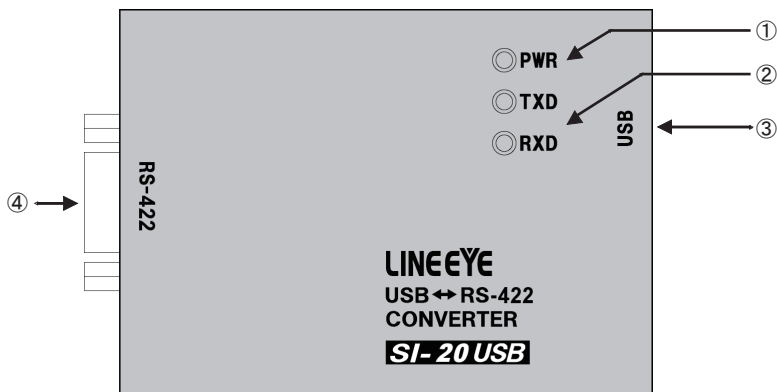 ①
PWR
②
TXD
RXD
USB
③
④
RS-422
LINEEYE
USB↔RS-422
CONVERTER
SI-20USB